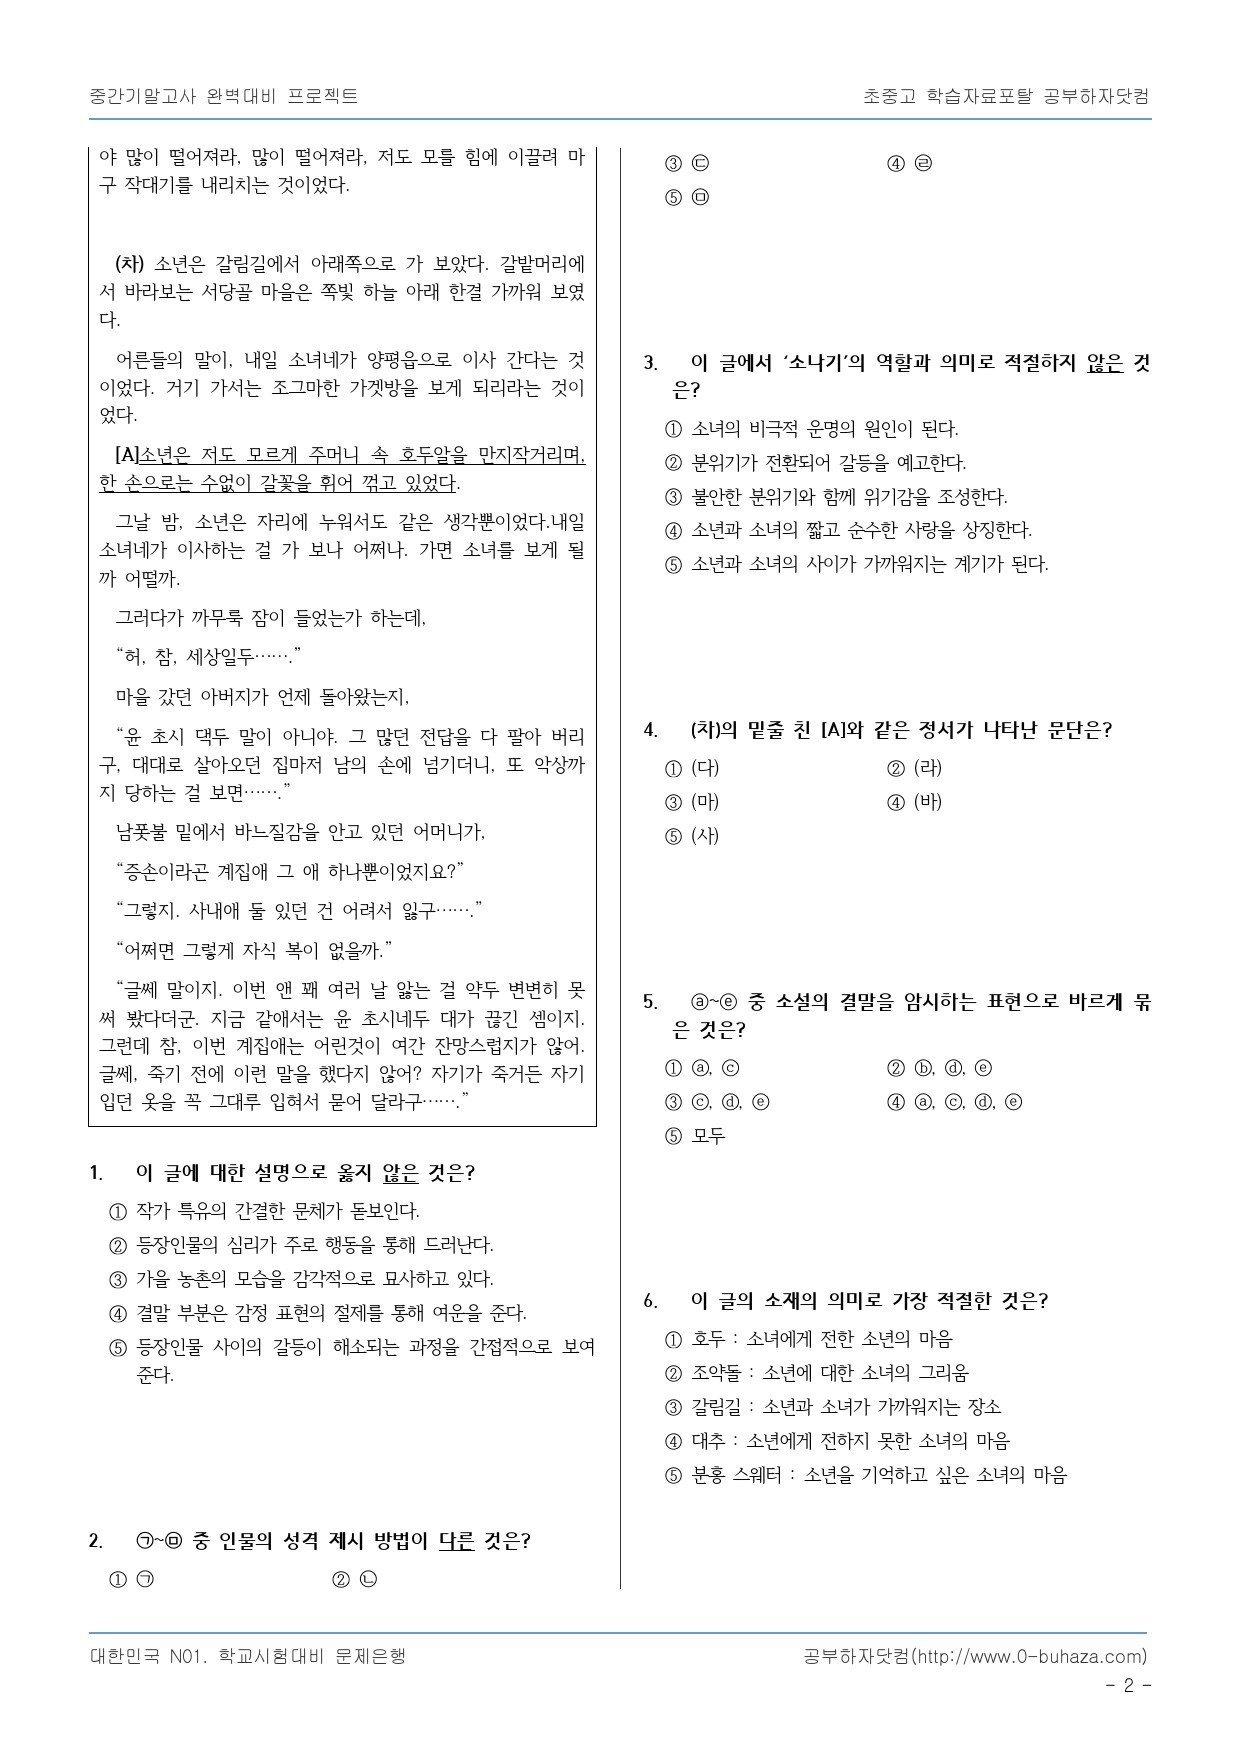 중간기말고사 완벽대비 프로젝트
초중고 학습자료포탈 공부하자닷컴
야 많이 떨어져라, 많이 떨어져라, 저도 모를 힘에 이끌려 마
구 작대기를 내리치는 것이었다.
(차) 소년은 갈림길에서 아래쪽으로 가 보았다. 갈밭머리에
서 바라보는 서당골 마을은 쪽빛 하늘 아래 한결 가까워 보였
다.
어른들의 말이, 내일 소녀네가 양평읍으로 이사 간다는 것
이었다. 거기 가서는 조그마한 가겟방을 보게 되리라는 것이
었다.
[A]소년은 저도 모르게 주머니 속 호두알을 만지작거리며,
한 손으로는 수없이 갈꽃을 휘어 꺾고 있었다.
그날 밤, 소년은 자리에 누워서도 같은 생각뿐이었다.내일
소녀네가 이사하는 걸 가 보나 어쩌나. 가면 소녀를 보게 될
까 어떨까.
그러다가 까무룩 잠이 들었는가 하는데,
“허, 참, 세상일두…….”
마을 갔던 아버지가 언제 돌아왔는지,
“윤 초시 댁두 말이 아니야. 그 많던 전답을 다 팔아 버리
구, 대대로 살아오던 집마저 남의 손에 넘기더니, 또 악상까
지 당하는 걸 보면…….”
남폿불 밑에서 바느질감을 안고 있던 어머니가,
“증손이라곤 계집애 그 애 하나뿐이었지요?”
“그렇지. 사내애 둘 있던 건 어려서 잃구…….”
“어쩌면 그렇게 자식 복이 없을까.”
“글쎄 말이지. 이번 앤 꽤 여러 날 앓는 걸 약두 변변히 못
써 봤다더군. 지금 같애서는 윤 초시네두 대가 끊긴 셈이지.
그런데 참, 이번 계집애는 어린것이 여간 잔망스럽지가 않어.
글쎄, 죽기 전에 이런 말을 했다지 않어? 자기가 죽거든 자기
입던 옷을 꼭 그대루 입혀서 묻어 달라구…….”
1. 이 글에 대한 설명으로 옳지 않은 것은?
① 작가 특유의 간결한 문체가 돋보인다.
② 등장인물의 심리가 주로 행동을 통해 드러난다.
③ 가을 농촌의 모습을 감각적으로 묘사하고 있다.
④ 결말 부분은 감정 표현의 절제를 통해 여운을 준다.
⑤ 등장인물 사이의 갈등이 해소되는 과정을 간접적으로 보여
준다.
2. ㉠~㉤ 중 인물의 성격 제시 방법이 다른 것은?
① ㉠ ② ㉡
③ ㉢ ④ ㉣
⑤ ㉤
3. 이 글에서 ‘소나기’의 역할과 의미로 적절하지 않은 것
은?
① 소녀의 비극적 운명의 원인이 된다.
② 분위기가 전환되어 갈등을 예고한다.
③ 불안한 분위기와 함께 위기감을 조성한다.
④ 소년과 소녀의 짧고 순수한 사랑을 상징한다.
⑤ 소년과 소녀의 사이가 가까워지는 계기가 된다.
4. (차)의 밑줄 친 [A]와 같은 정서가 나타난 문단은?
① (다) ② (라)
③ (마) ④ (바)
⑤ (사)
5. ⓐ~ⓔ 중 소설의 결말을 암시하는 표현으로 바르게 묶
은 것은?
① ⓐ, ⓒ ② ⓑ, ⓓ, ⓔ
③ ⓒ, ⓓ, ⓔ ④ ⓐ, ⓒ, ⓓ, ⓔ
⑤ 모두
6. 이 글의 소재의 의미로 가장 적절한 것은?
① 호두 : 소녀에게 전한 소년의 마음
② 조약돌 : 소년에 대한 소녀의 그리움
③ 갈림길 : 소년과 소녀가 가까워지는 장소
④ 대추 : 소년에게 전하지 못한 소녀의 마음
⑤ 분홍 스웨터 : 소년을 기억하고 싶은 소녀의 마음
대한민국 N01. 학교시험대비 문제은행
공부하자닷컴(http://www.0-buhaza.com)
- 2 -